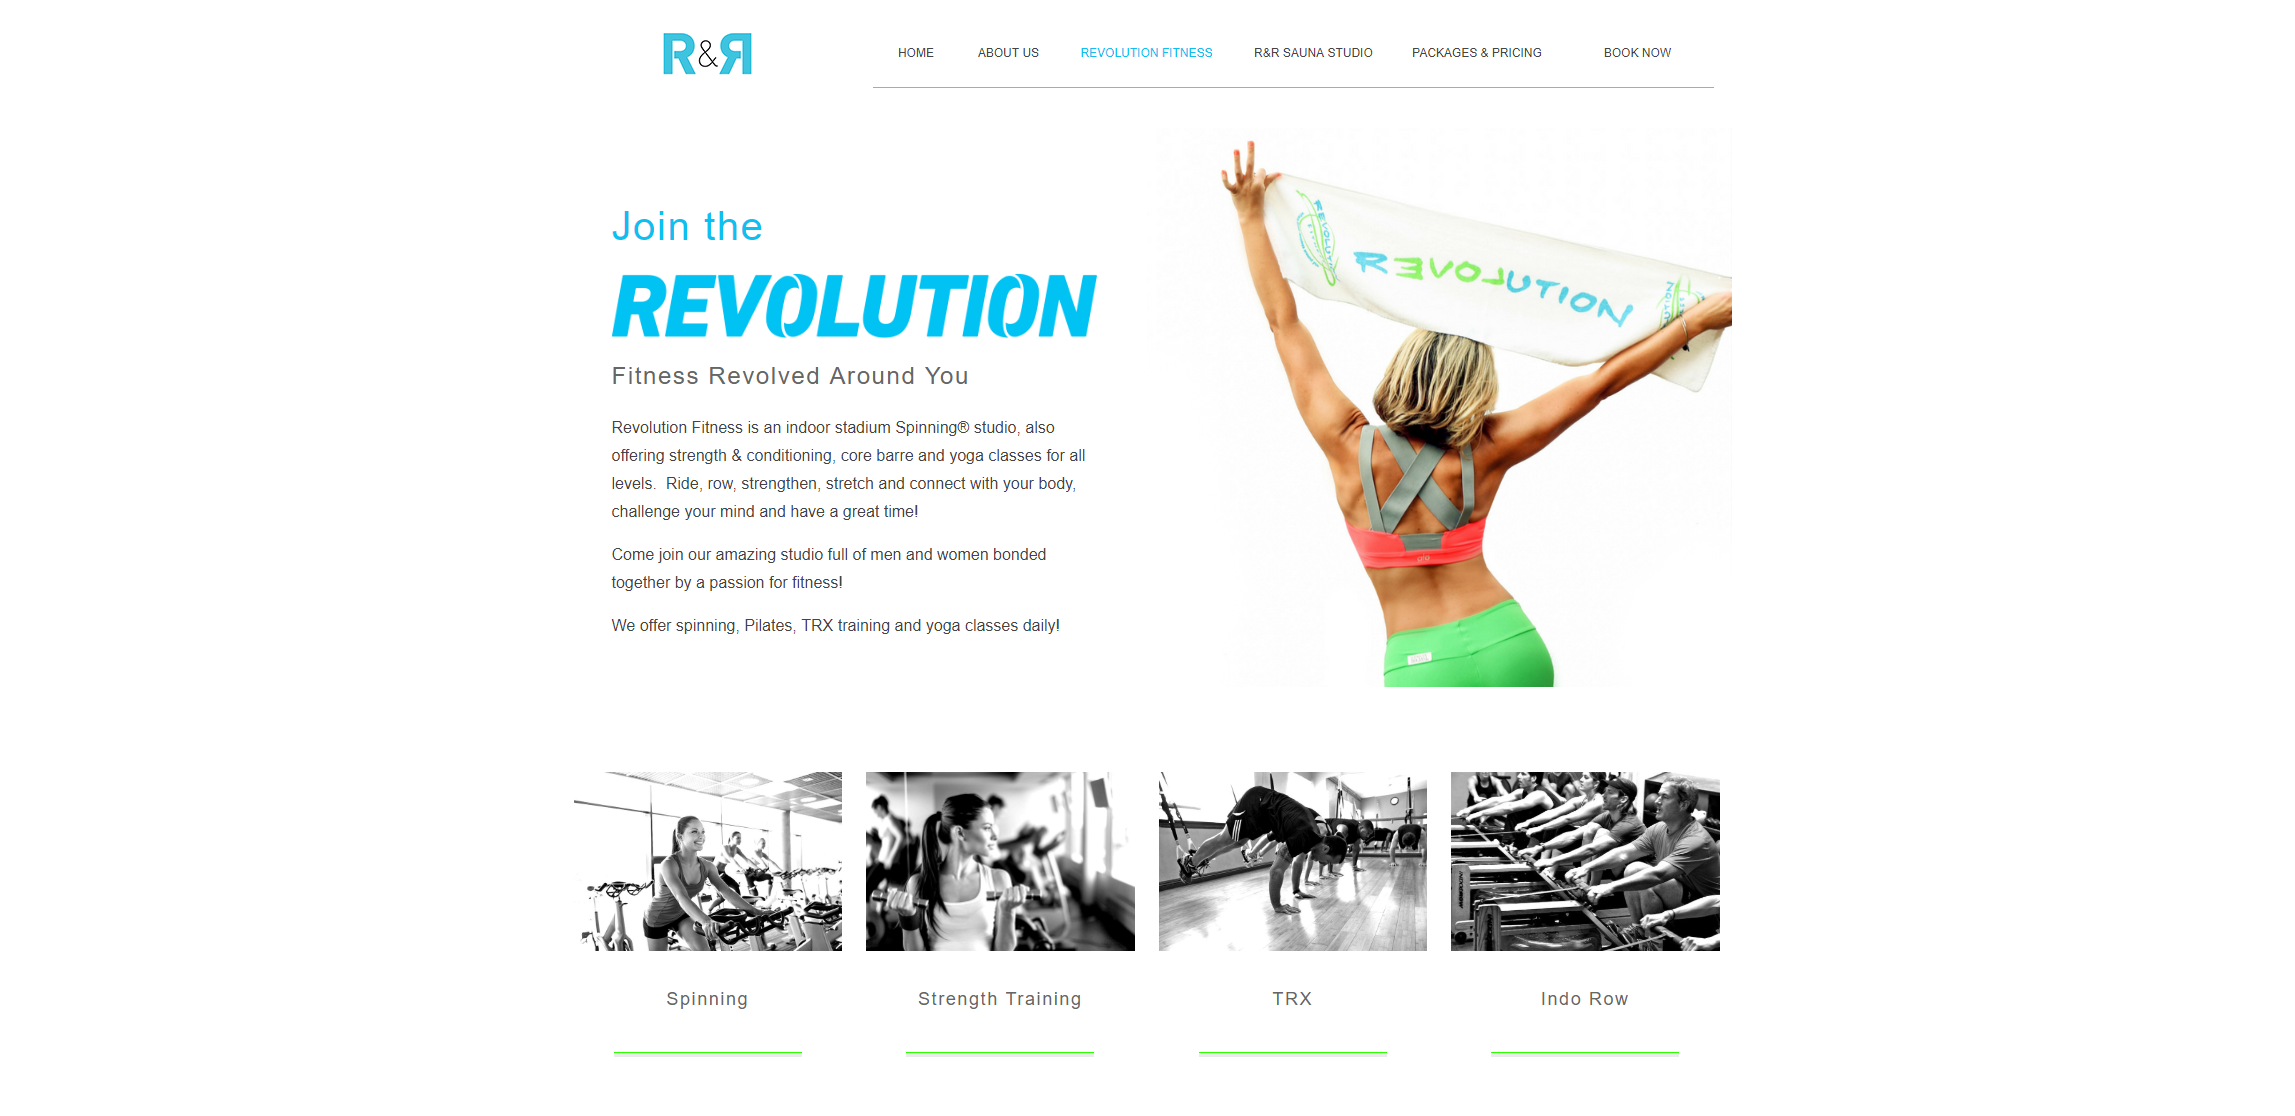 R&R
HOME ABOUT US REVOLUTION FITNESS R&R SAUNA STUDIO PACKAGES & PRICING BOOK NOW
Join the
REVOLUTION
Fitness Revolved Around You
Revolution Fitness is an indoor stadium Spinning® studio, also
offering strength & conditioning, core barre and yoga classes for all
levels.  Ride, row, strengthen, stretch and connect with your body,
challenge your mind and have a great time!
Come join our amazing studio full of men and women bonded
together by a passion for fitness!
We offer spinning, Pilates, TRX training and yoga classes daily!
REVOLUTION
REVOLUTION
Spinning
Strength Training
TRX
Indo Row